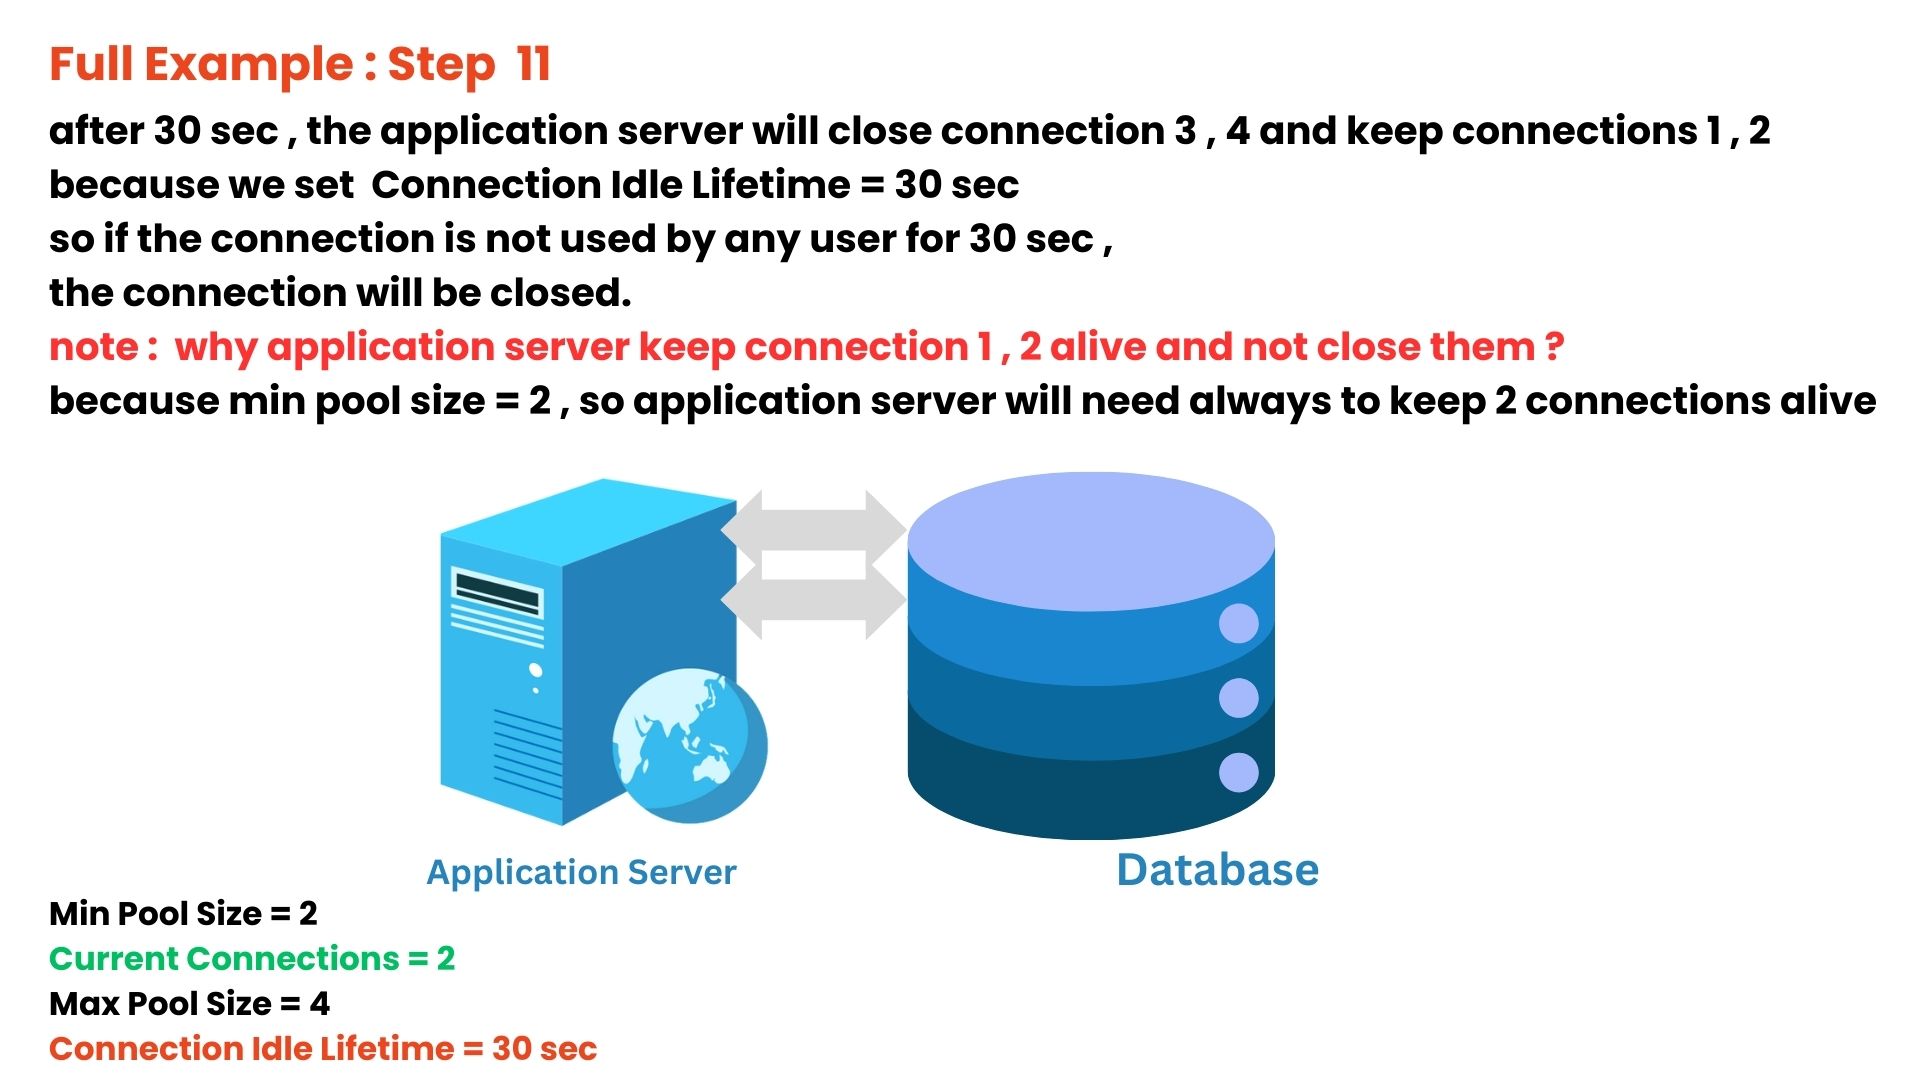 Full Example : Step  11
after 30 sec , the application server will close connection 3 , 4 and keep connections 1 , 2
because we set  Connection Idle Lifetime = 30 sec
so if the connection is not used by any user for 30 sec ,
the connection will be closed.
note :  why application server keep connection 1 , 2 alive and not close them ?
because min pool size = 2 , so application server will need always to keep 2 connections alive
Application Server
Database
Min Pool Size = 2
Current Connections = 2
Max Pool Size = 4
Connection Idle Lifetime = 30 sec